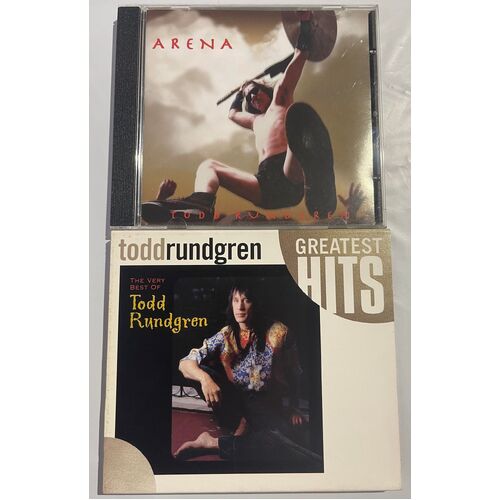 ARENA
TODD RUNDGREN
toddrundgren
GREATEST
HITS
THE VERY
BEST OF
Todd
Rundgren